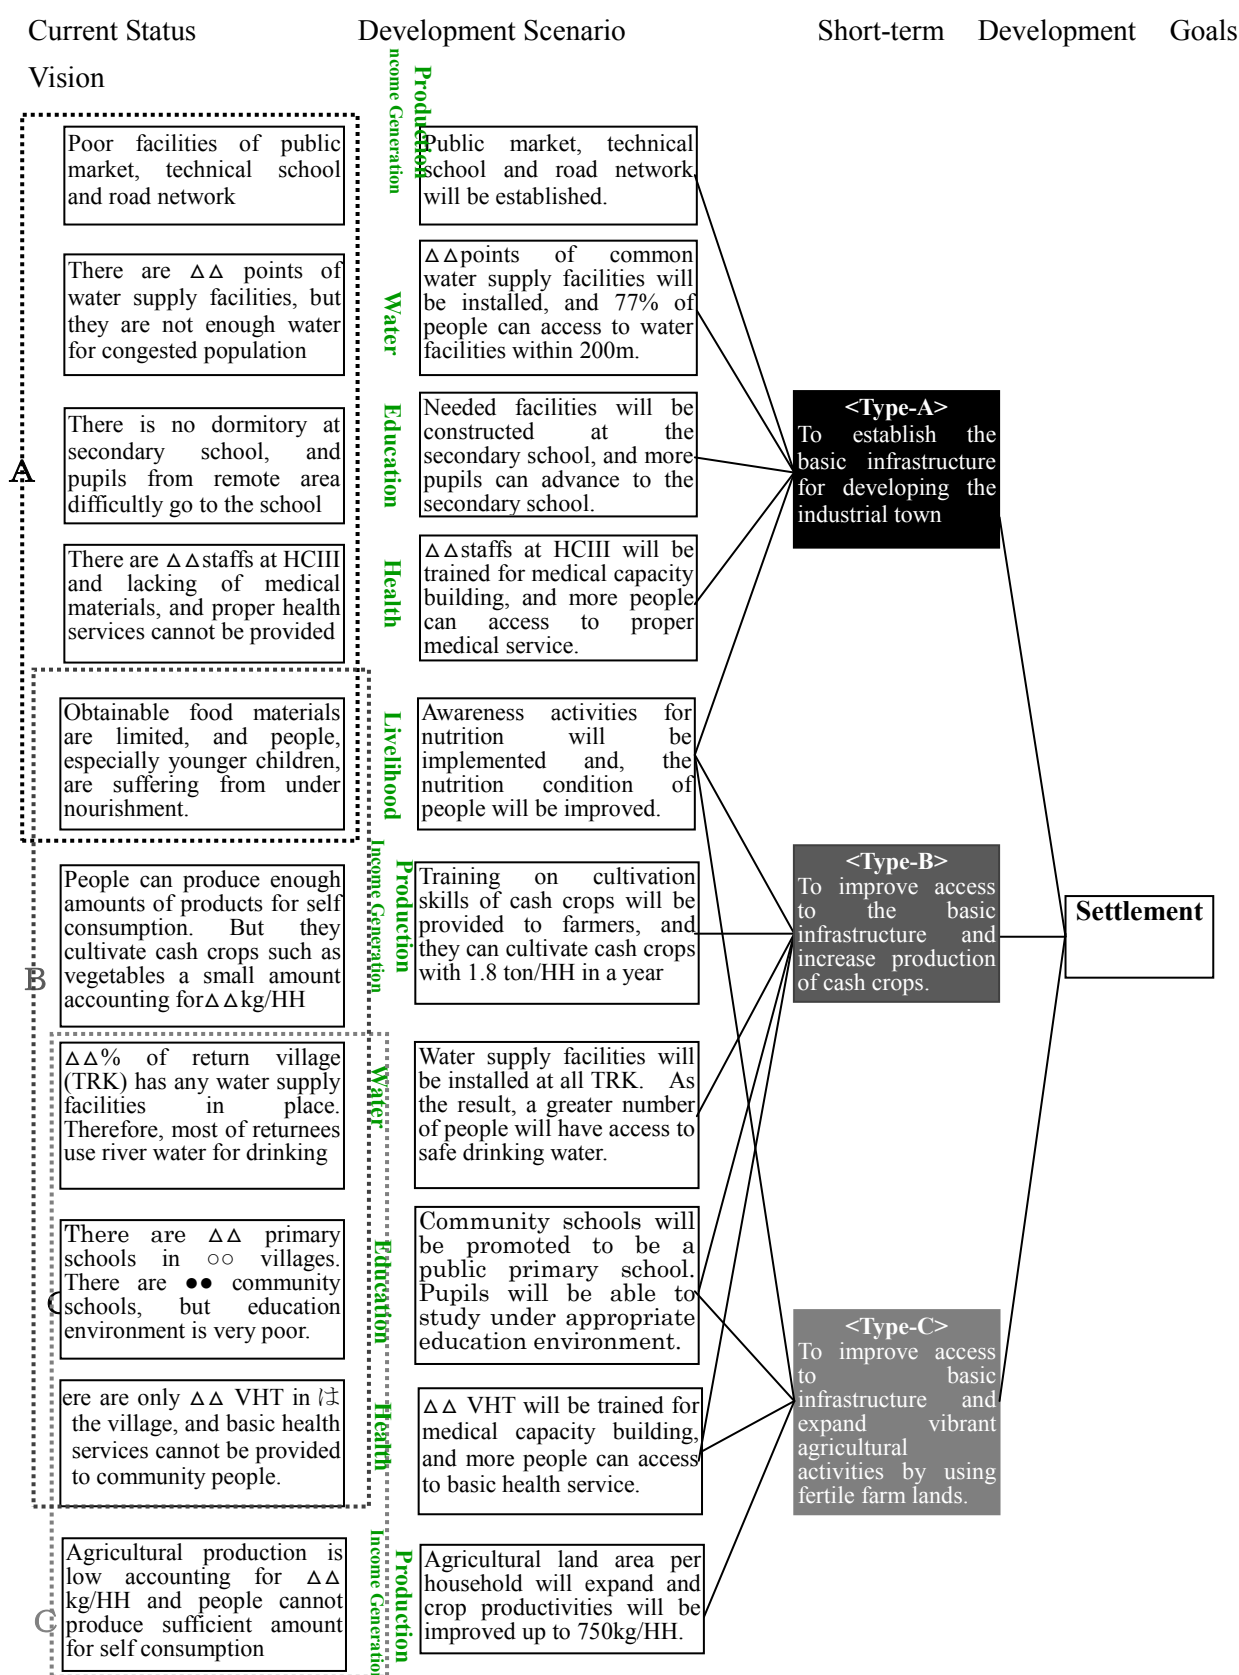 Current Status Development Scenario Short-term Development Goals
Vision
Production
ncome Generation
Poor facilities of public
market, technical school
and road network
Public market, technical
school and road network
will be established.
There are △△ points of
water supply facilities, but
they are not enough water
for congested population
Water
△△points of common
water supply facilities will
be installed, and 77% of
people can access to water
facilities within 200m.
There is no dormitory at
secondary school, and
pupils from remote area
difficultly go to the school
Education
Needed facilities will be
constructed at the
secondary school, and more
pupils can advance to the
secondary school.
A
There are △△staffs at HCIII
and lacking of medical
materials, and proper health
services cannot be provided
Health
△△staffs at HCIII will be
trained for medical capacity
building, and more people
can access to proper
medical service.
Obtainable food materials
are limited, and people,
especially younger children,
are suffering from under
nourishment.
Livelihood
Awareness activities for
nutrition will be
implemented and, the
nutrition condition of
people will be improved.
People can produce enough
amounts of products for self
consumption. But they
cultivate cash crops such as
vegetables a small amount
accounting for△△kg/HH
Production
Income Generation
Training on cultivation
skills of cash crops will be
provided to farmers, and
they can cultivate cash crops
with 1.8 ton/HH in a year
B
△△% of return village
(TRK) has any water supply
facilities in place.
Therefore, most of returnees
use river water for drinking
Water
Water supply facilities will
be installed at all TRK. As
the result, a greater number
of people will have access to
safe drinking water.
There are △△ primary
schools in ○○ villages.
There are ●● community
schools, but education
environment is very poor.
C
Education
Community schools will
be promoted to be a
public primary school.
Pupils will be able to
study under appropriate
education environment.
ere are only △△ VHT in は
the village, and basic health
services cannot be provided
to community people.
Health
△△ VHT will be trained for
medical capacity building,
and more people can access
to basic health service.
Agricultural production is
low accounting for △△
kg/HH and people cannot
produce sufficient amount
for self consumption
C
Production
Income Generation
Agricultural land area per
household will expand and
crop productivities will be
improved up to 750kg/HH.
<Type-A>
To establish the
basic infrastructure
for developing the
industrial town
<Type-B>
To improve access
to the basic
infrastructure and
increase production
of cash crops.
<Type-C>
To improve access
to basic
infrastructure and
expand vibrant
agricultural
activities by using
fertile farm lands.
Settlement